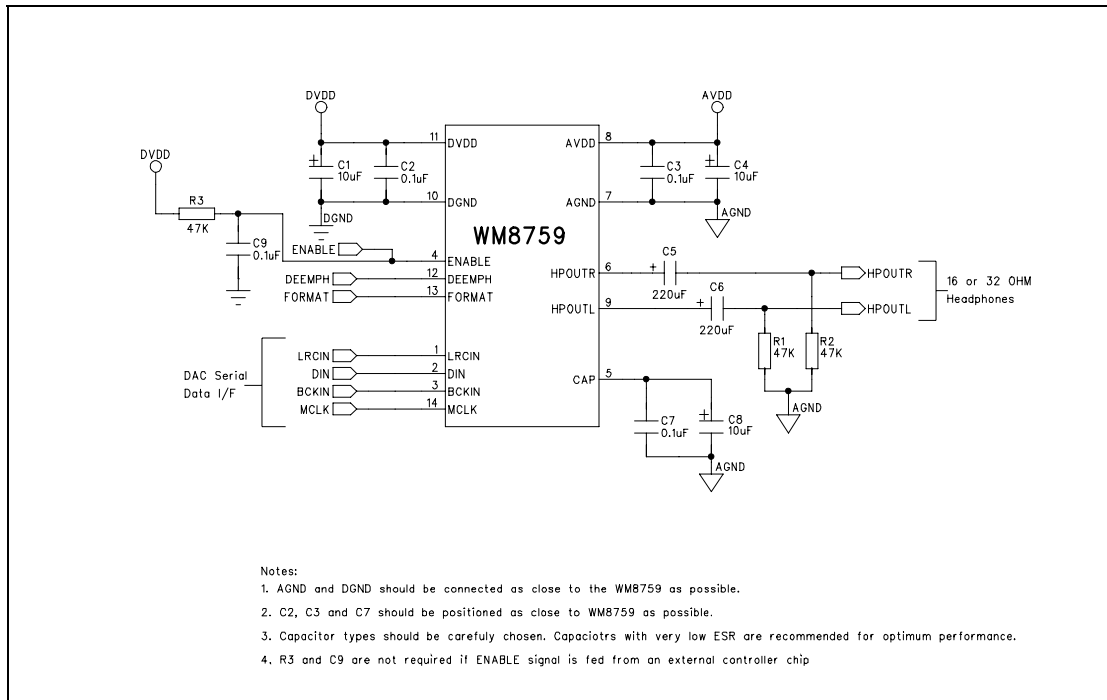 DVDD
AVDD
11 DVDD
AVDD 8
DVDD
C1
10uF
C2
0.1uF
C3
0.1uF
C4
10uF
10 DGND
AGND 7
R3
47K
DGND
AGND
WM8759
C9
0.1uF
ENABLE
4 ENABLE
C5
HPOUTR 6
220uF
HPOUTR
DEEMPH 12 DEEMPH
FORMAT 13 FORMAT
16 or 32 OHM
Headphones
C6
HPOUTL 9
220uF
HPOUTL
R1
47K
R2
47K
LRCIN 1 LRCIN
DAC Serial
Data I/F
DIN 2 DIN
BCKIN 3 BCKIN
MCLK 14 MCLK
CAP 5
AGND
C7
0.1uF
C8
10uF
AGND
Notes:
1. AGND and DGND should be connected as close to the WM8759 as possible.
2. C2, C3 and C7 should be positioned as close to WM8759 as possible.
3. Capacitor types should be carefuly chosen. Capaciotrs with very low ESR are recommended for optimum performance.
4. R3 and C9 are not required if ENABLE signal is fed from an external controller chip